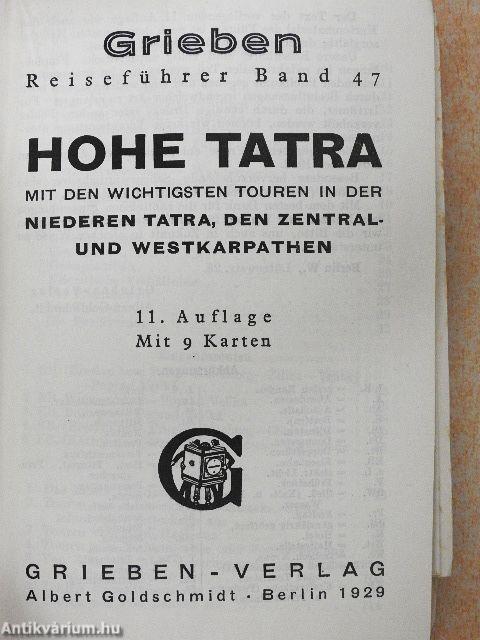 Grieben
Reiseführer Band 47
HOHE TATRA
MIT DEN WICHTIGSTEN TOUREN IN DER
NIEDEREN TATRA, DEN ZENTRAL-
UND WESTKARPATHEN
11. Auflage
Mit 9 Karten
G
GRIEBEN-VERLAG
Albert Goldschmidt · Berlin 1929
Antikvárium.hu